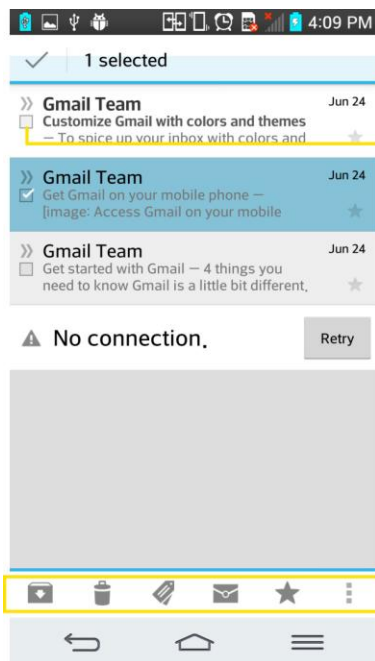 4:09 PM
1 selected
Gmail Team Jun 24
Customize Gmail with colors and themes
— To spice up your inbox with colors and
Gmail Team Jun 24
Get Gmail on your mobile phone —
[image: Access Gmail on your mobile
Gmail Team Jun 24
Get started with Gmail — 4 things you
need to know Gmail is a little bit different,
No connection. Retry